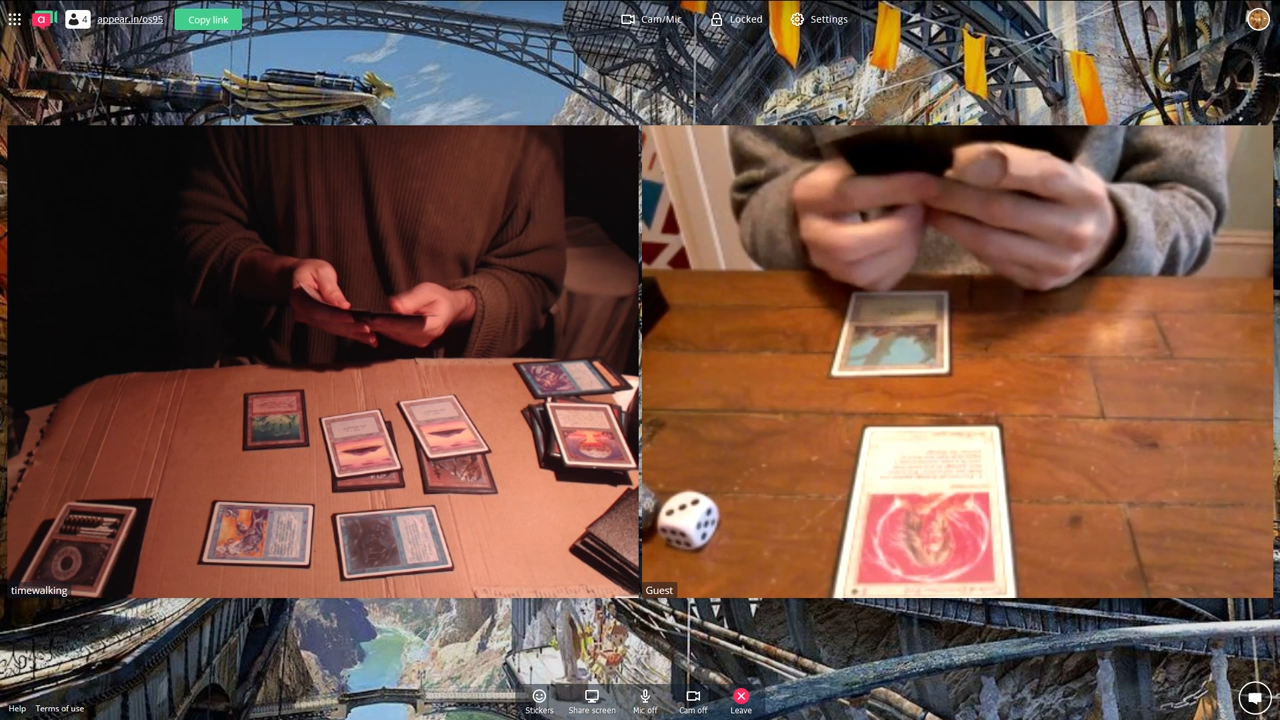 4
appear.in/os95
Copy link
Cam/Mic
Locked
Settings
timewalking
Guest
Help
Terms of use
Stickers
Share screen
Mic off
Cam off
Leave